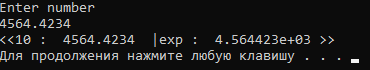 Enter number
4564.4234
<<10 :  4564.4234  |exp :  4.564423e+03 >>
Для продолжения нажмите любую клавишу . . .